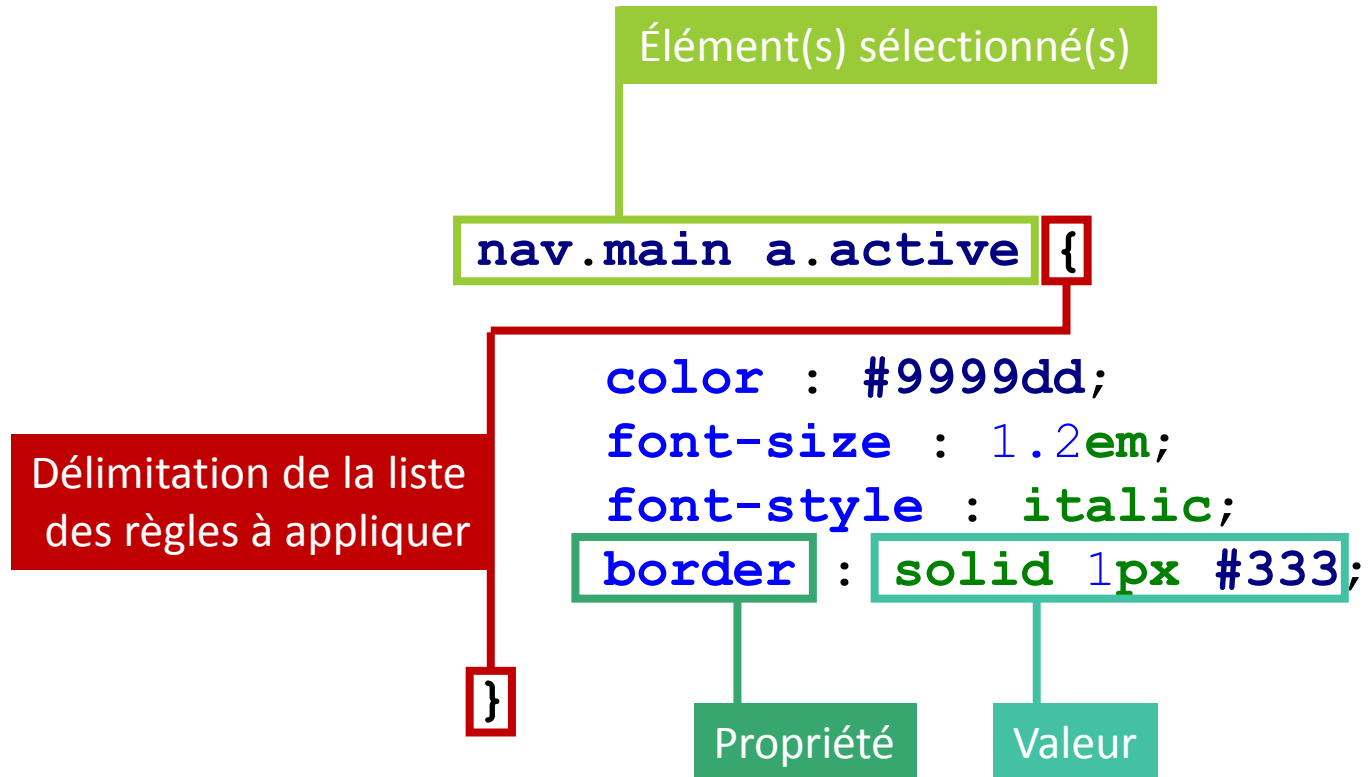 Élément(s) sélectionné(s)
nav.main a.active {
color : #9999dd;
font-size : 1.2em;
font-style : italic;
border : solid 1px #333;
}
Délimitation de la liste
des règles à appliquer
Propriété
Valeur